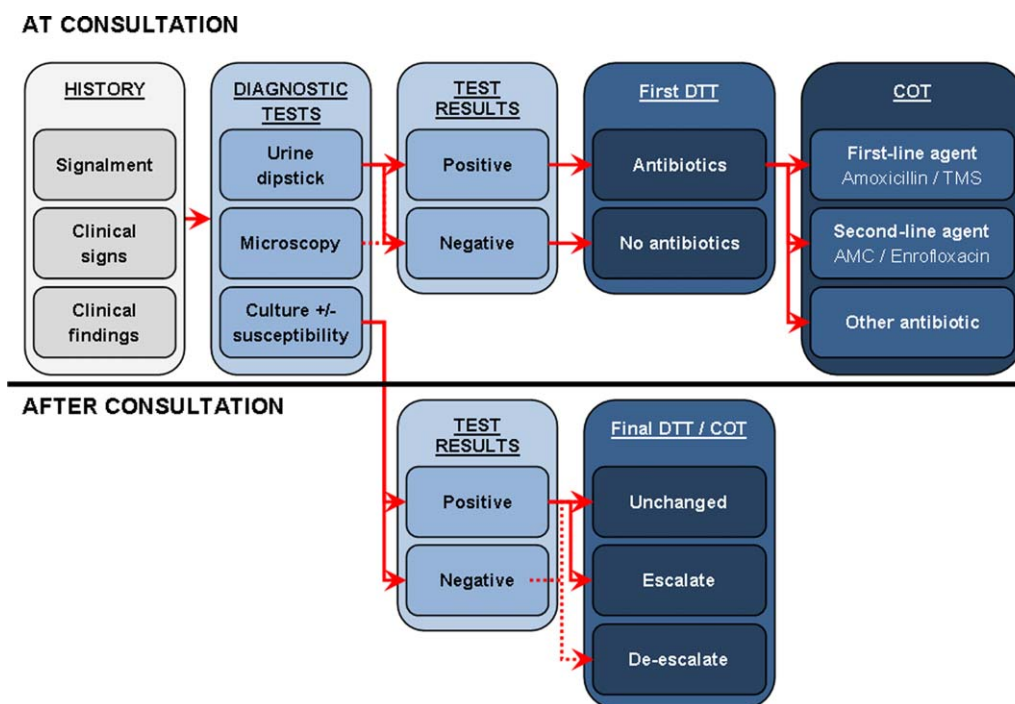 AT CONSULTATION
HISTORY
Signalment
Clinical
signs
Clinical
findings
DIAGNOSTIC
TESTS
Urine
dipstick
Microscopy
Culture +/-
susceptibility
TEST
RESULTS
Positive
Negative
First DTT
Antibiotics
No antibiotics
COT
First-line agent
Amoxicillin / TMS
Second-line agent
AMC / Enrofloxacin
Other antibiotic
AFTER CONSULTATION
TEST
RESULTS
Positive
Negative
Final DTT / COT
Unchanged
Escalate
De-escalate